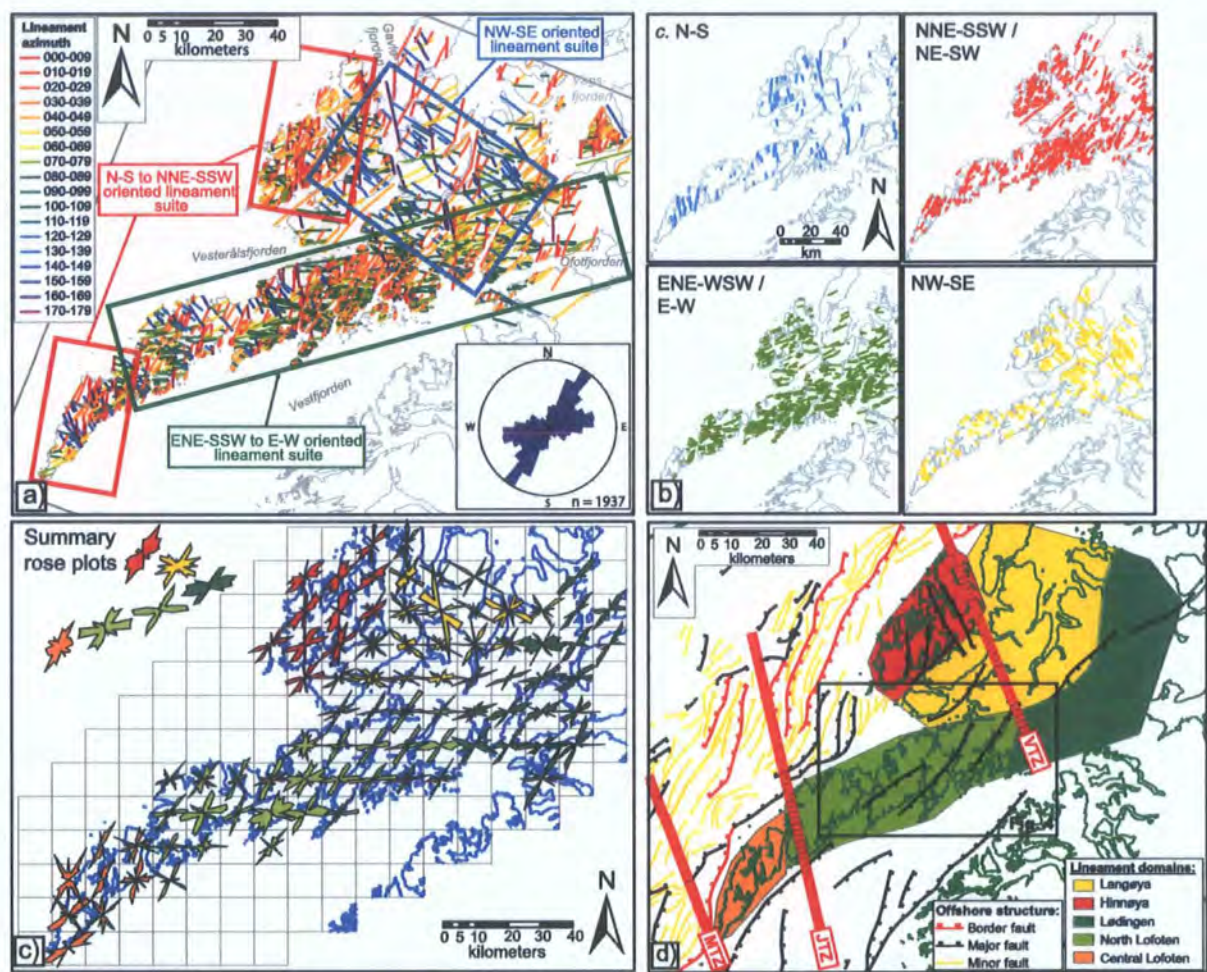 Lineament
azimuth
000-009
010-019
020-029
030-039
040-049
050-059
060-069
070-079
080-089
090-099
100-109
110-119
120-129
130-139
140-149
150-159
160-169
170-179
N
0 5 10 20 30 40
kilometers
NW-SE oriented
lineament suite
fjorden
fjorden
N-S to NNE-SSW
oriented lineament
suite
Vesterålsfjorden
Ofotfjorden
Vestfjorden
ENE-SSW to E-W oriented
lineament suite
N
W
E
S
n = 1937
a)
c. N-S
N
0 20 40
km
NNE-SSW /
NE-SW
ENE-WSW /
E-W
NW-SE
b)
Summary
rose plots
N
0 5 10 20 30 40
kilometers
c)
N
0 5 10 20 30 40
kilometers
VTZ
JTZ
MTZ
Offshore structure:
Border fault
Major fault
Minor fault
Lineament domains:
Langøya
Hinnøya
Lødingen
North Lofoten
Central Lofoten
d)